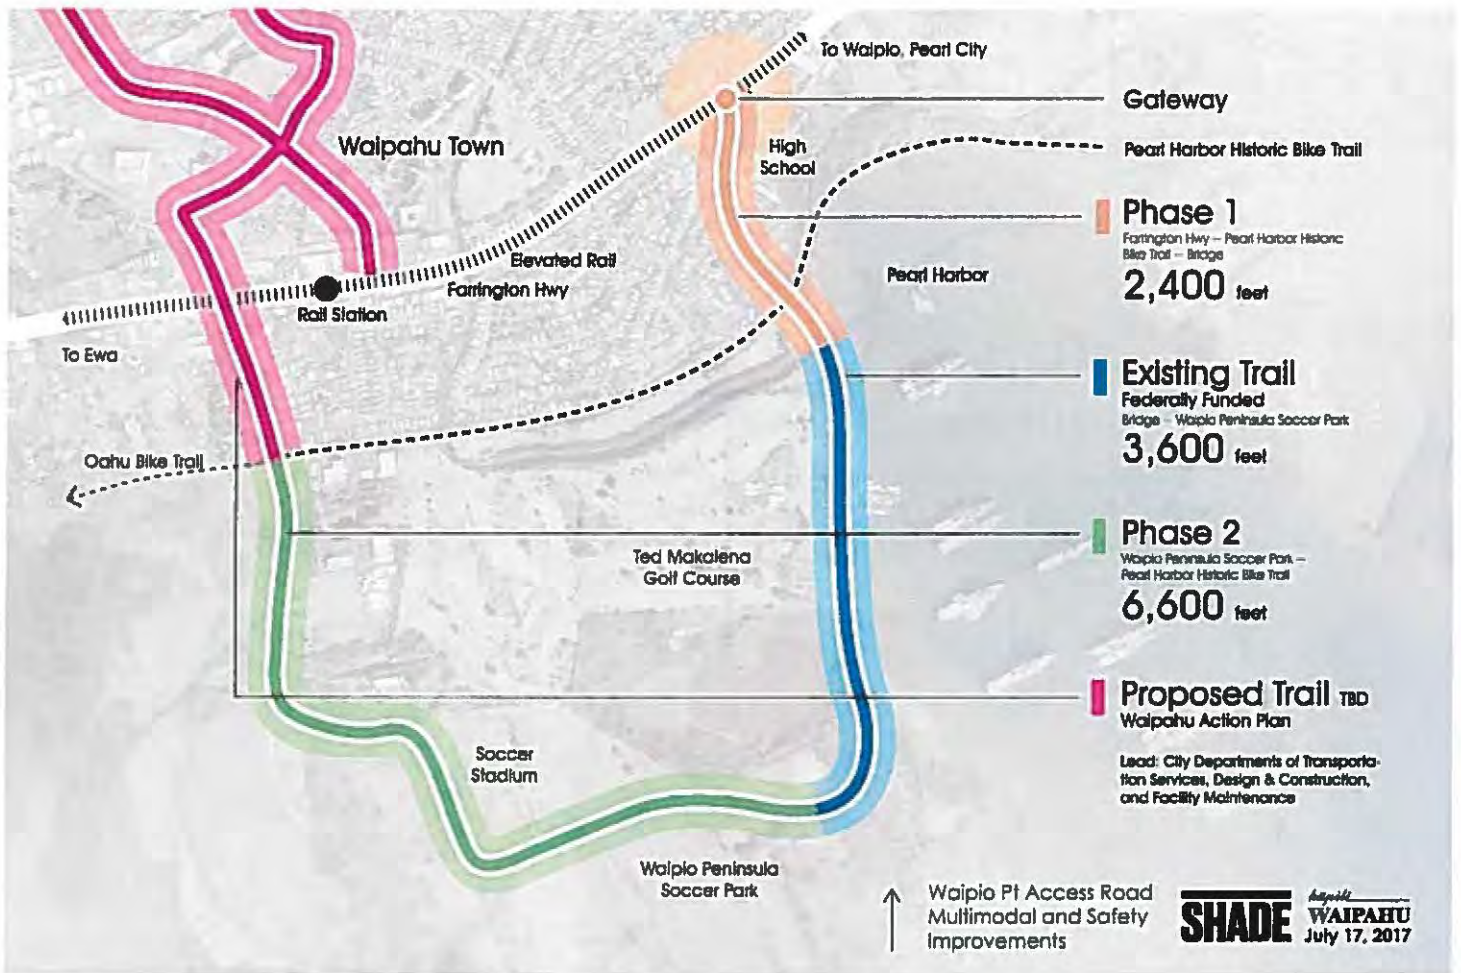 To Waipio, Pearl City
Gateway
Waipahu Town
High
School
Pearl Harbor Historic Bike Trail
Phase 1
Farrington Hwy – Pearl Harbor Historic
Bike Trail – Bridge
2,400 feet
Elevated Rail
Farrington Hwy
Pearl Harbor
Rail Station
To Ewa
Existing Trail
Federally Funded
Bridge – Waipio Peninsula Soccer Park
3,600 feet
Oahu Bike Trail
Phase 2
Waipio Peninsula Soccer Park –
Pearl Harbor Historic Bike Trail
6,600 feet
Ted Makalena
Golf Course
Proposed Trail TBD
Waipahu Action Plan
Lead: City Departments of Transporta-
tion Services, Design & Construction,
and Facility Maintenance
Soccer
Stadium
Waipio Peninsula
Soccer Park
Waipio Pt Access Road
Multimodal and Safety
Improvements
SHADE
WAIPAHU
July 17, 2017